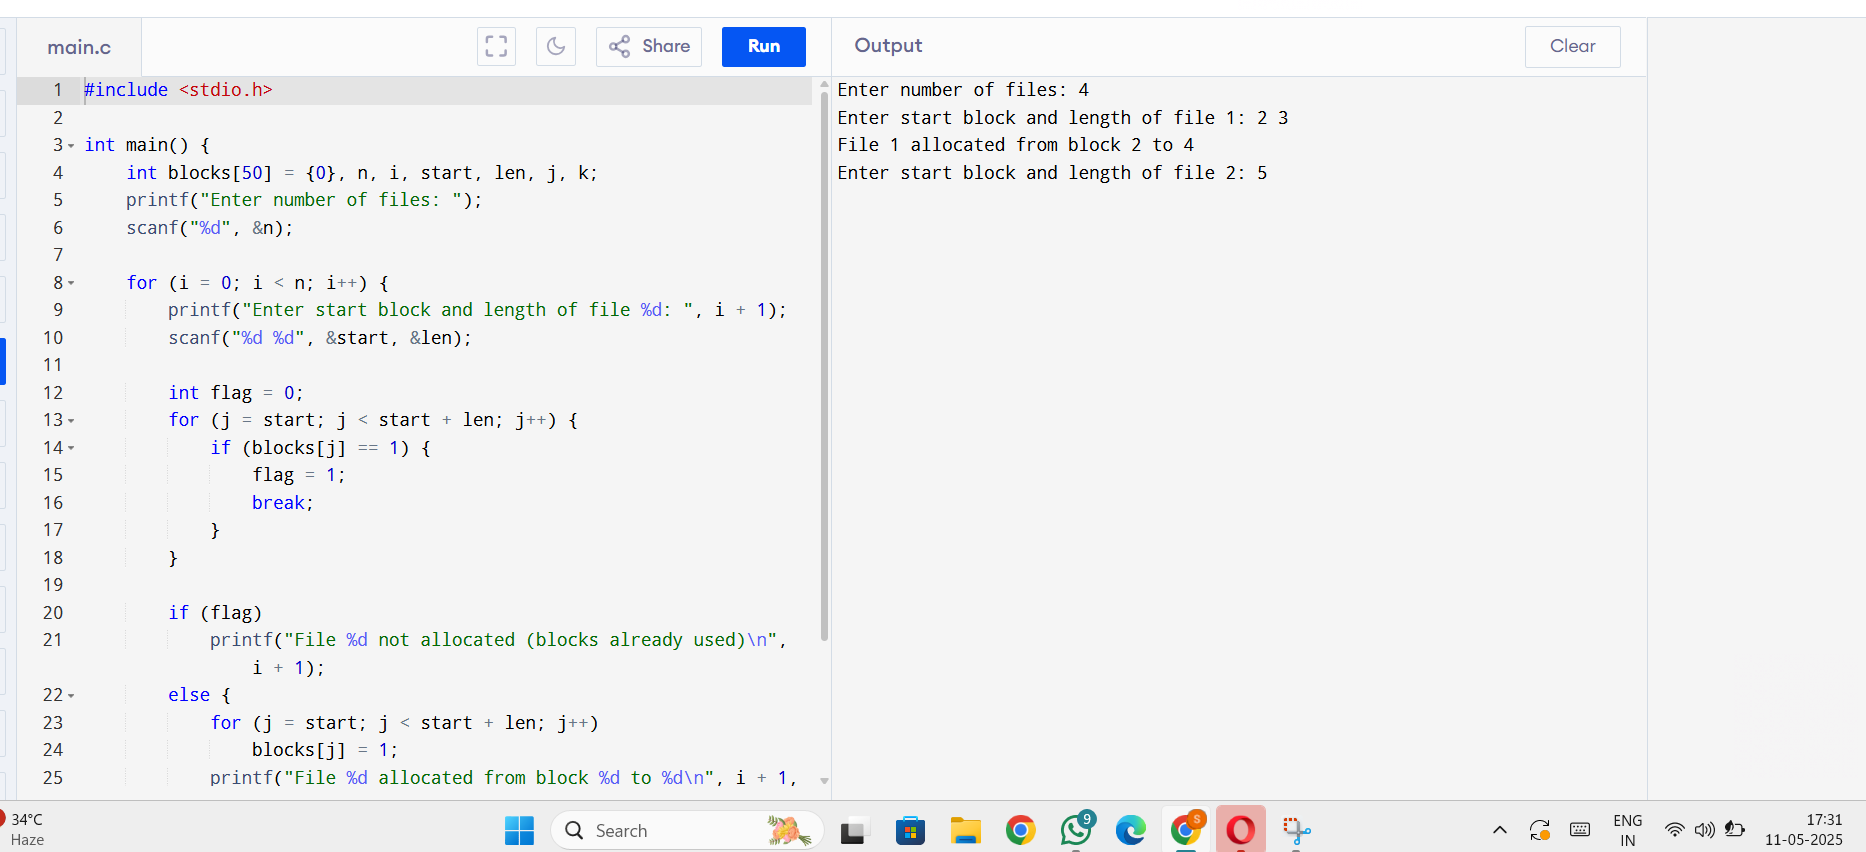 main.c
Share
Run
Output
Clear
1 #include <stdio.h>
2
3 int main() {
4 int blocks[50] = {0}, n, i, start, len, j, k;
5 printf("Enter number of files: ");
6 scanf("%d", &n);
7
8 for (i = 0; i < n; i++) {
9 printf("Enter start block and length of file %d: ", i + 1);
10 scanf("%d %d", &start, &len);
11
12 int flag = 0;
13 for (j = start; j < start + len; j++) {
14 if (blocks[j] == 1) {
15 flag = 1;
16 break;
17 }
18 }
19
20 if (flag)
21 printf("File %d not allocated (blocks already used)\n",
i + 1);
22 else {
23 for (j = start; j < start + len; j++)
24 blocks[j] = 1;
25 printf("File %d allocated from block %d to %d\n", i + 1,
Enter number of files: 4
Enter start block and length of file 1: 2 3
File 1 allocated from block 2 to 4
Enter start block and length of file 2: 5
34°C
Haze
Search
9
S
ENG
IN
17:31
11-05-2025